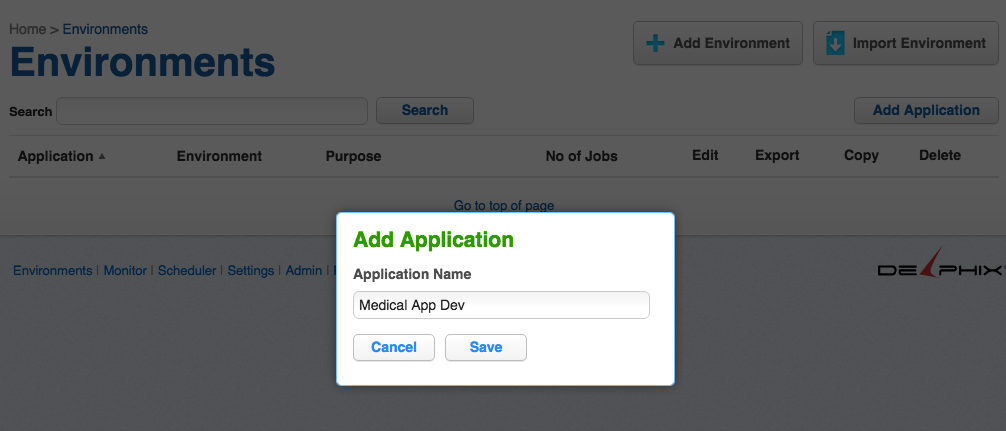 Home > Environments
Environments
Add Environment
Import Environment
Search
Search
Add Application
Application Environment Purpose No of Jobs Edit Export Copy Delete
Go to top of page
Add Application
Application Name
Medical App Dev
Cancel Save
Environments | Monitor | Scheduler | Settings | Admin |
DELPHIX